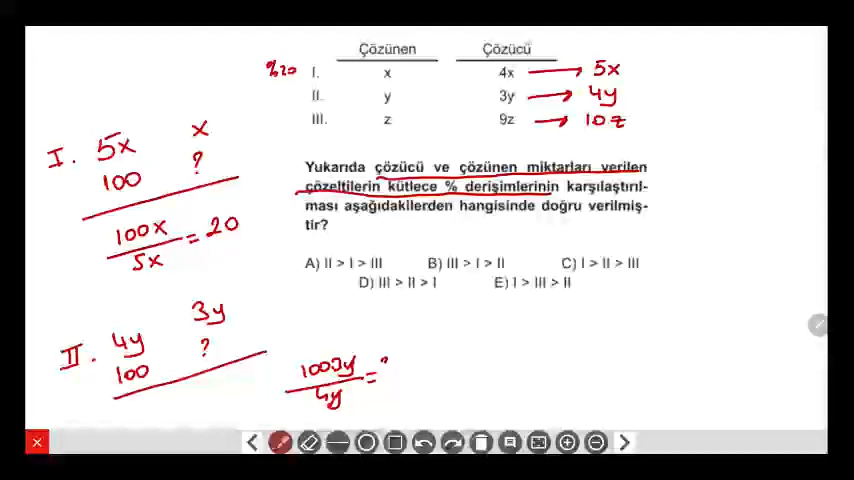 Çözünen Çözücü
%20 I. x 4x → 5x
II. y 3y → 4y
III. z 9z → 10z
Yukarıda çözücü ve çözünen miktarları verilen
çözeltilerin kütlece % derişimlerinin karşılaştırıl-
ması aşağıdakilerden hangisinde doğru verilmiş-
tir?
A) II > I > III B) III > I > II C) I > II > III
D) III > II > I E) I > III > II
I. 5x x
100 ?
100x
5x
= 20
II. 4y 3y
100 ?
1003y
4y
=